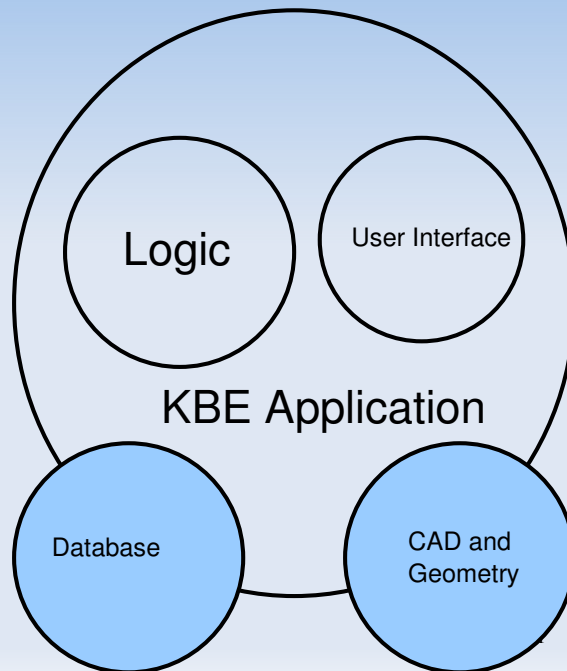 Logic
User Interface
KBE Application
Database
CAD and
Geometry